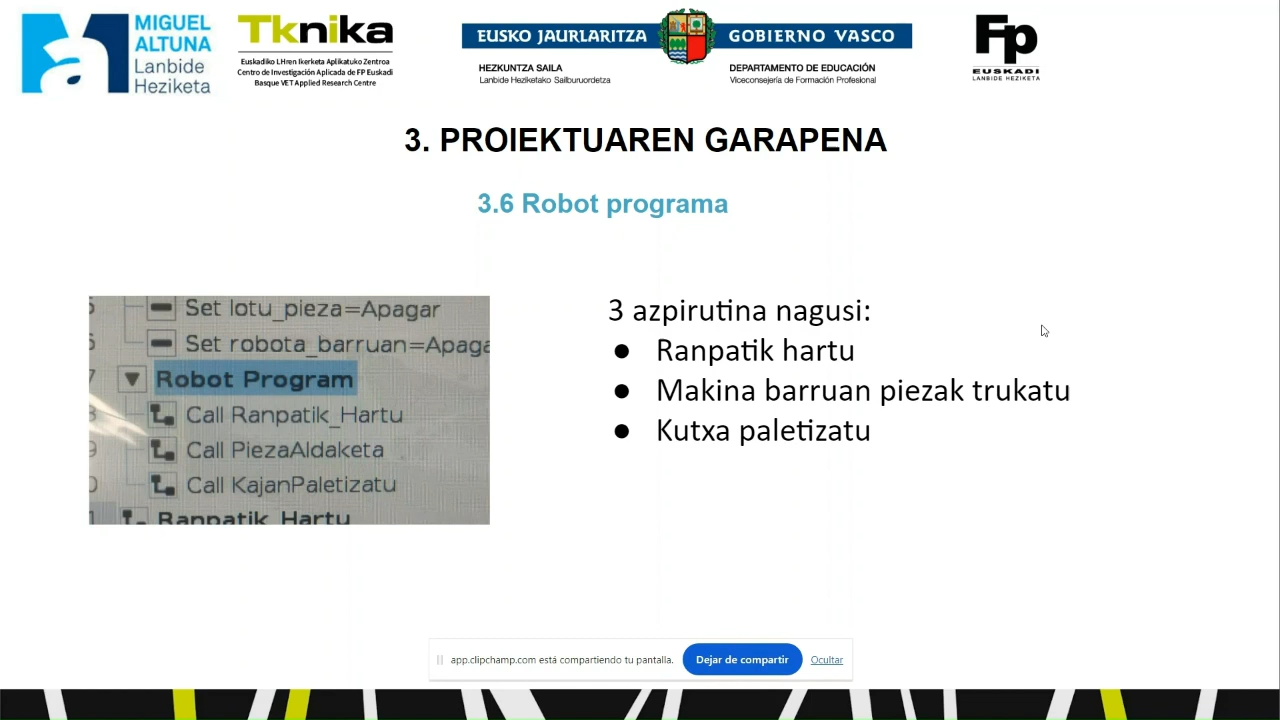 MIGUEL
ALTUNA
Lanbide
Heziketa
Tknika
Euskadiko LHren Ikerketa Aplikatuko Zentroa
Centro de Investigación Aplicada de FP Euskadi
Basque VET Applied Research Centre
EUSKO JAURLARITZA
GOBIERNO VASCO
HEZKUNTZA SAILA
Lanbide Heziketako Sailburuordetza
DEPARTAMENTO DE EDUCACIÓN
Viceconsejería de Formación Profesional
Fp
EUSKADI
LANBIDE HEZIKETA
3. PROIEKTUAREN GARAPENA
3.6 Robot programa
Set lotu_pieza=Apagar
Set robota_barruan=Apaga
Robot Program
Call Ranpatik_Hartu
Call PiezaAldaketa
Call KajanPaletizatu
Ranpatik_Hartu
3 azpirutina nagusi:
● Ranpatik hartu
● Makina barruan piezak trukatu
● Kutxa paletizatu
app.clipchamp.com está compartiendo tu pantalla.
Dejar de compartir
Ocultar